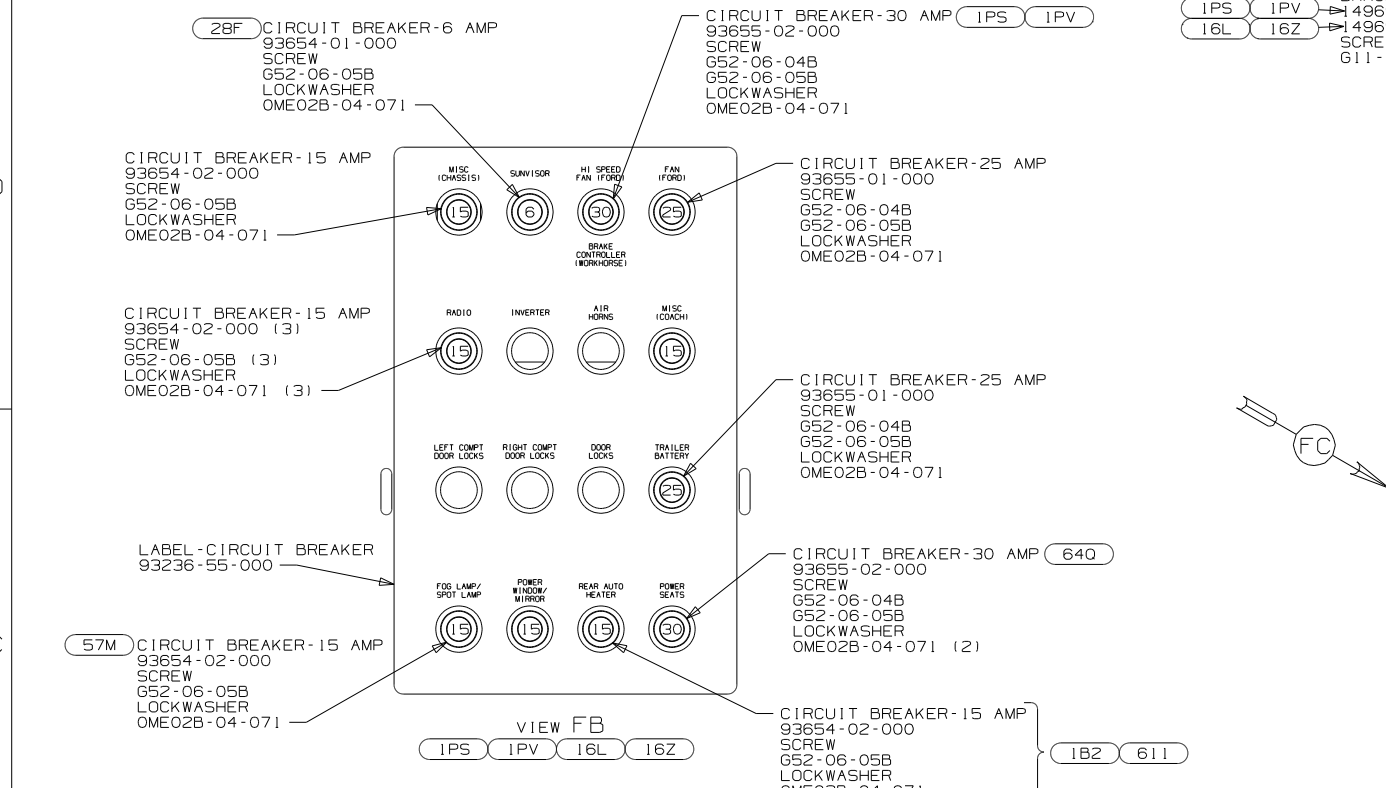 28F
CIRCUIT BREAKER-6 AMP
93654-01-000
SCREW
G52-06-05B
LOCKWASHER
OME02B-04-071
CIRCUIT BREAKER-30 AMP
1PS 1PV
93655-02-000
SCREW
G52-06-04B
G52-06-05B
LOCKWASHER
OME02B-04-071
1PS 1PV
1496
16L 16Z
1496
SCRE
G11-
CIRCUIT BREAKER-15 AMP
93654-02-000
SCREW
G52-06-05B
LOCKWASHER
OME02B-04-071
MISC
(CHASSIS)
15
SUNVISOR
6
HI SPEED
FAN (FORD)
30
BRAKE
CONTROLLER
(WORKHORSE)
FAN
(FORD)
25
CIRCUIT BREAKER-25 AMP
93655-01-000
SCREW
G52-06-04B
G52-06-05B
LOCKWASHER
OME02B-04-071
CIRCUIT BREAKER-15 AMP
93654-02-000 (3)
SCREW
G52-06-05B (3)
LOCKWASHER
OME02B-04-071 (3)
RADIO
15
INVERTER
AIR
HORNS
MISC
(COACH)
15
CIRCUIT BREAKER-25 AMP
93655-01-000
SCREW
G52-06-04B
G52-06-05B
LOCKWASHER
OME02B-04-071
FC
LEFT COMPT
DOOR LOCKS
RIGHT COMPT
DOOR LOCKS
DOOR
LOCKS
TRAILER
BATTERY
25
LABEL-CIRCUIT BREAKER
93236-55-000
FOG LAMP/
SPOT LAMP
15
POWER
WINDOW/
MIRROR
15
REAR AUTO
HEATER
15
POWER
SEATS
30
CIRCUIT BREAKER-30 AMP
64Q
93655-02-000
SCREW
G52-06-04B
G52-06-05B
LOCKWASHER
OME02B-04-071 (2)
57M
CIRCUIT BREAKER-15 AMP
93654-02-000
SCREW
G52-06-05B
LOCKWASHER
OME02B-04-071
VIEW FB
1PS 1PV 16L 16Z
CIRCUIT BREAKER-15 AMP
93654-02-000
SCREW
G52-06-05B
LOCKWASHER
OME02B-04-071
1B2 611